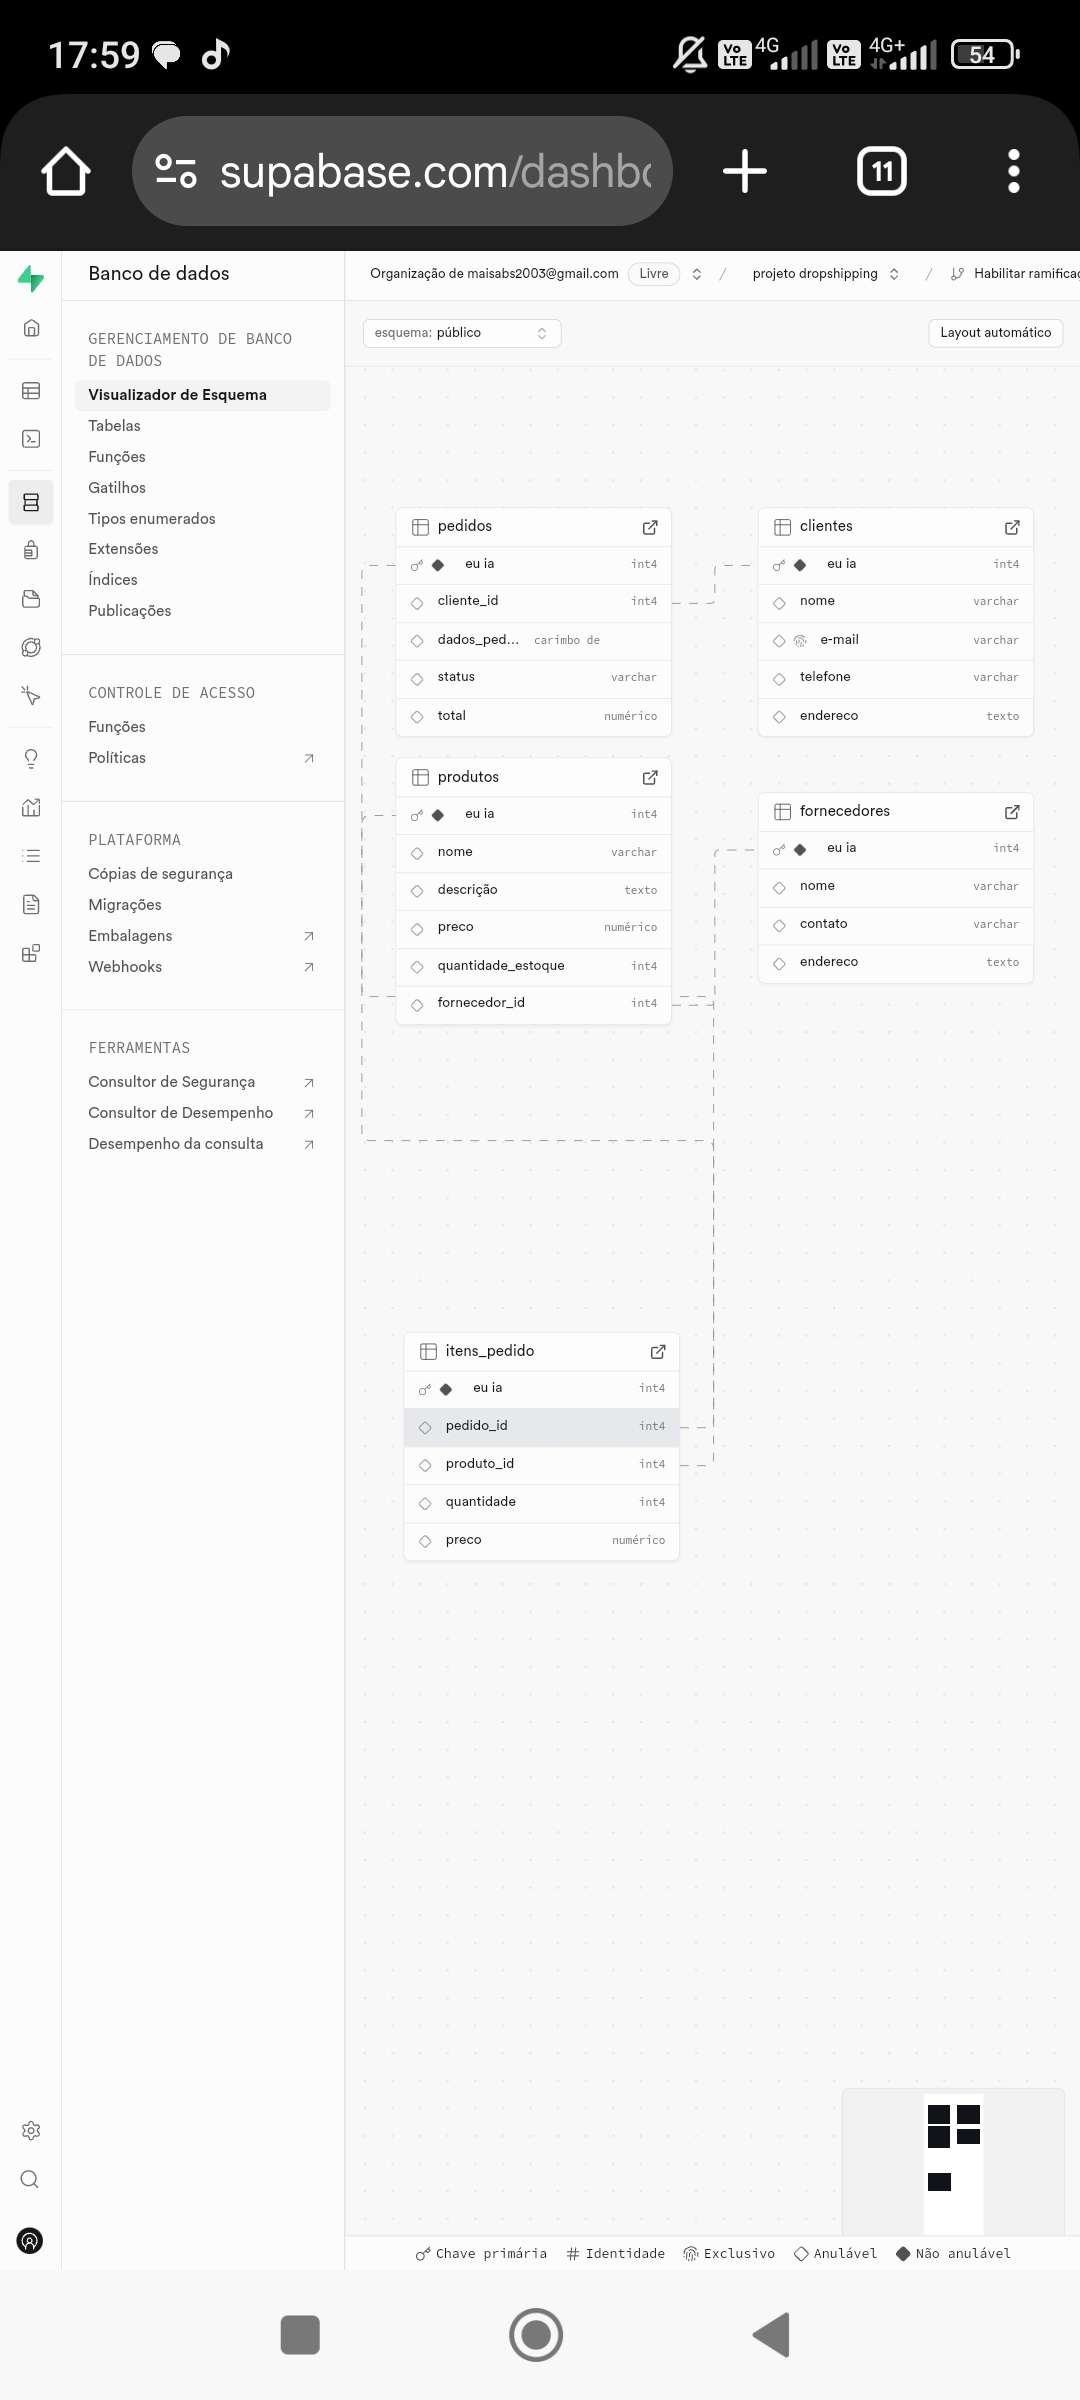 17:59
Vo LTE 4G Vo LTE 4G+ 54
supabase.com/dashbo
11
Banco de dados
Organização de maisabs2003@gmail.com Livre / projeto dropshipping / Habilitar ramificaç
GERENCIAMENTO DE BANCO
DE DADOS
Visualizador de Esquema
Tabelas
Funções
Gatilhos
Tipos enumerados
Extensões
Índices
Publicações
CONTROLE DE ACESSO
Funções
Políticas
PLATAFORMA
Cópias de segurança
Migrações
Embalagens
Webhooks
FERRAMENTAS
Consultor de Segurança
Consultor de Desempenho
Desempenho da consulta
esquema: público
Layout automático
pedidos
eu ia int4
cliente_id int4
dados_ped... carimbo de
status varchar
total numérico
clientes
eu ia int4
nome varchar
e-mail varchar
telefone varchar
endereco texto
produtos
eu ia int4
nome varchar
descrição texto
preco numérico
quantidade_estoque int4
fornecedor_id int4
fornecedores
eu ia int4
nome varchar
contato varchar
endereco texto
itens_pedido
eu ia int4
pedido_id int4
produto_id int4
quantidade int4
preco numérico
Chave primária # Identidade Exclusivo Anulável Não anulável